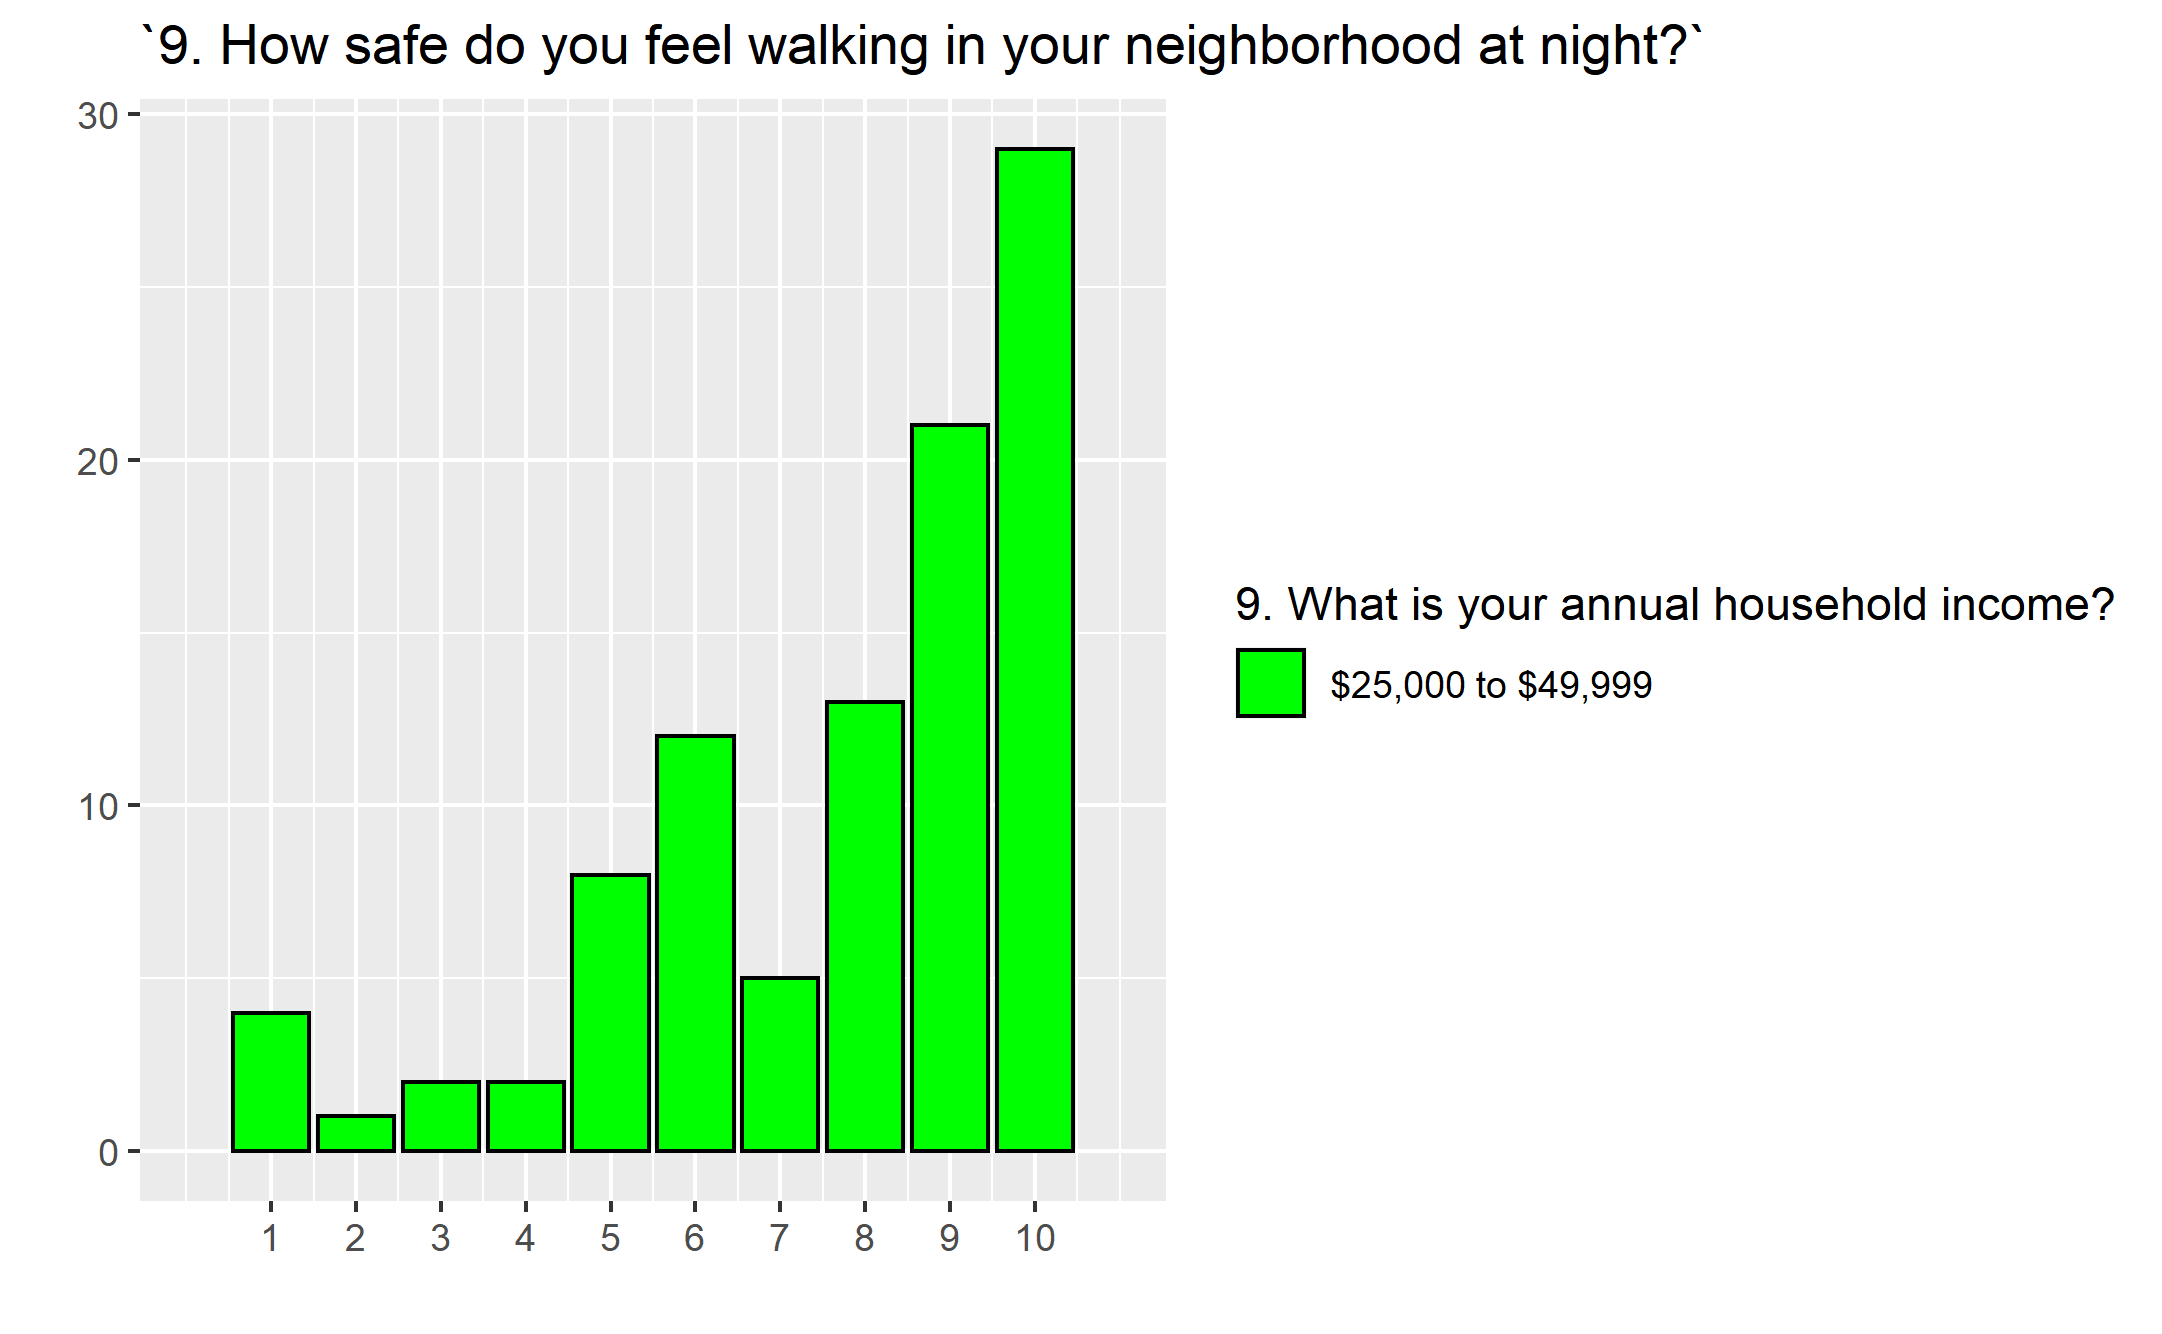 `9. How safe do you feel walking in your neighborhood at night?`
30
20
10
0
1 2 3 4 5 6 7 8 9 10
9. What is your annual household income?
$25,000 to $49,999